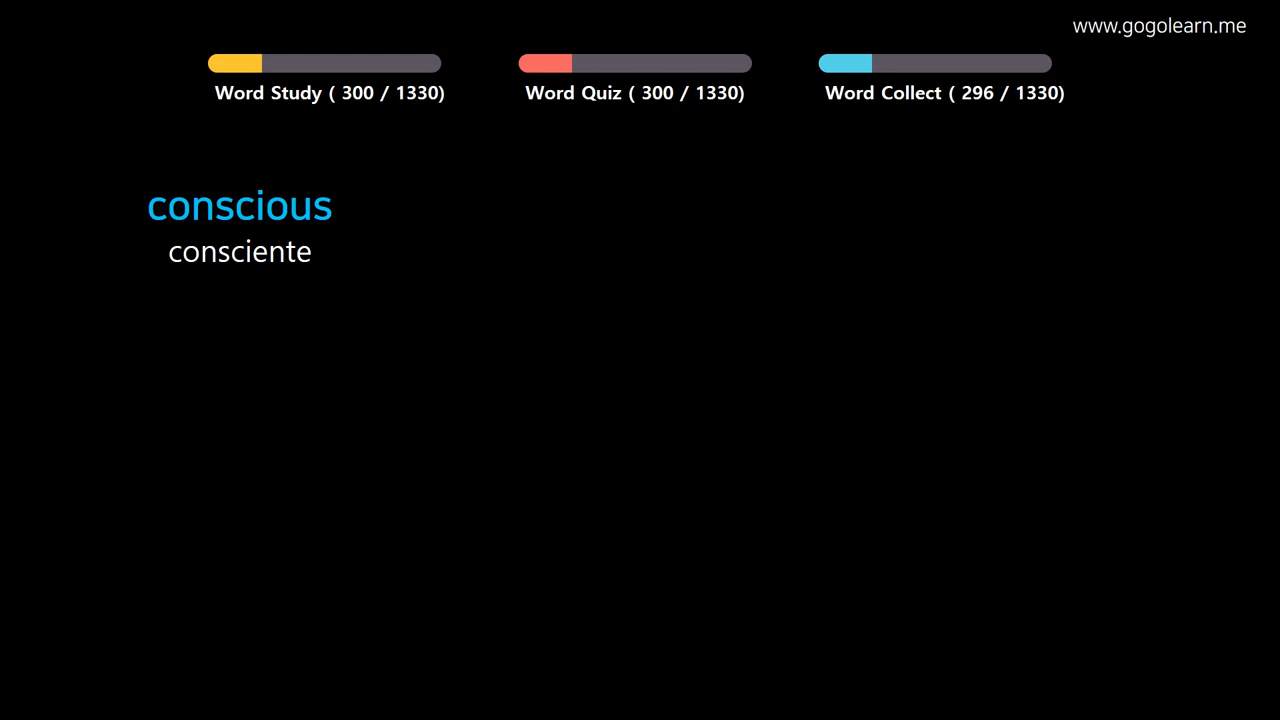 www.gogolearn.me
Word Study ( 300 / 1330)
Word Quiz ( 300 / 1330)
Word Collect ( 296 / 1330)
conscious
consciente